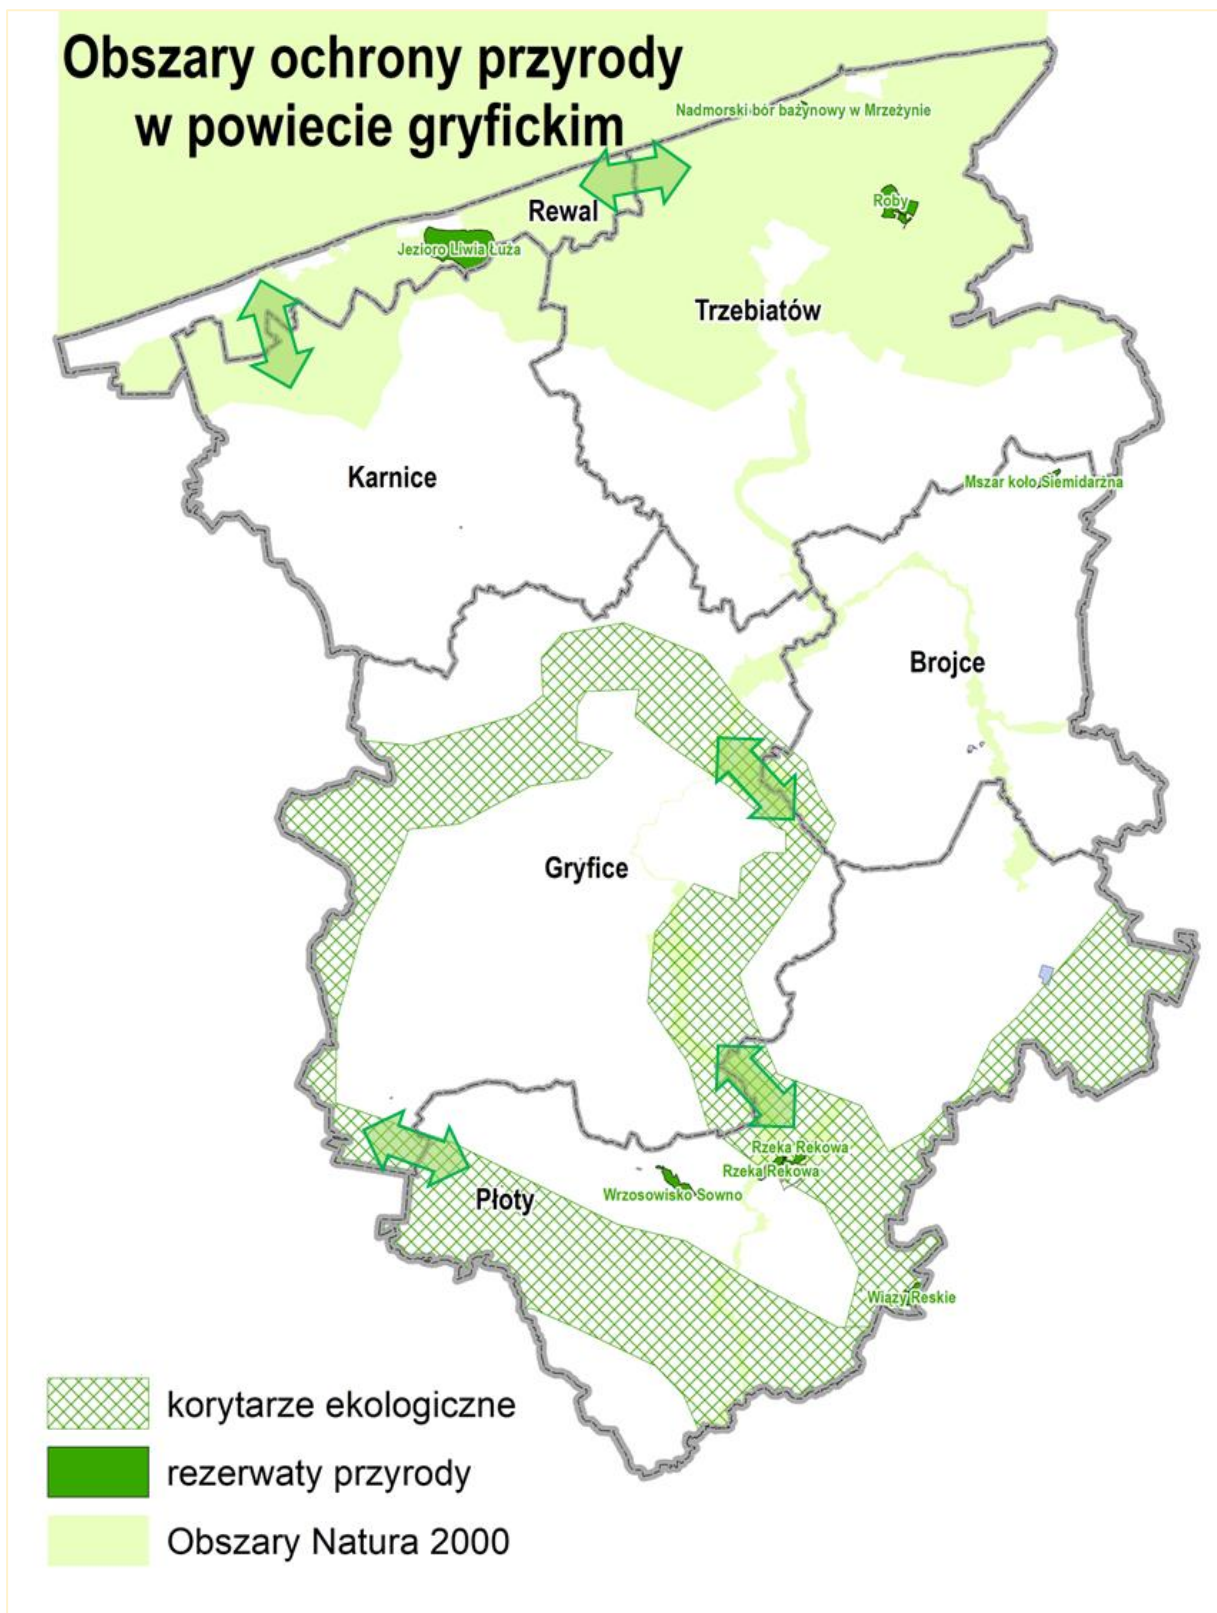 Obszary ochrony przyrody
w powiecie gryfickim
Nadmorski bór bażynowy w Mrzeżynie
Roby
Rewal
Jezioro Liwia Łuża
Trzebiatów
Karnice
Mszar koło Siemidarżna
Brojce
Gryfice
Rzeka Rekowa
Rzeka Rekowa
Wrzosowisko Sowno
Płoty
Wiązy Reskie
korytarze ekologiczne
rezerwaty przyrody
Obszary Natura 2000